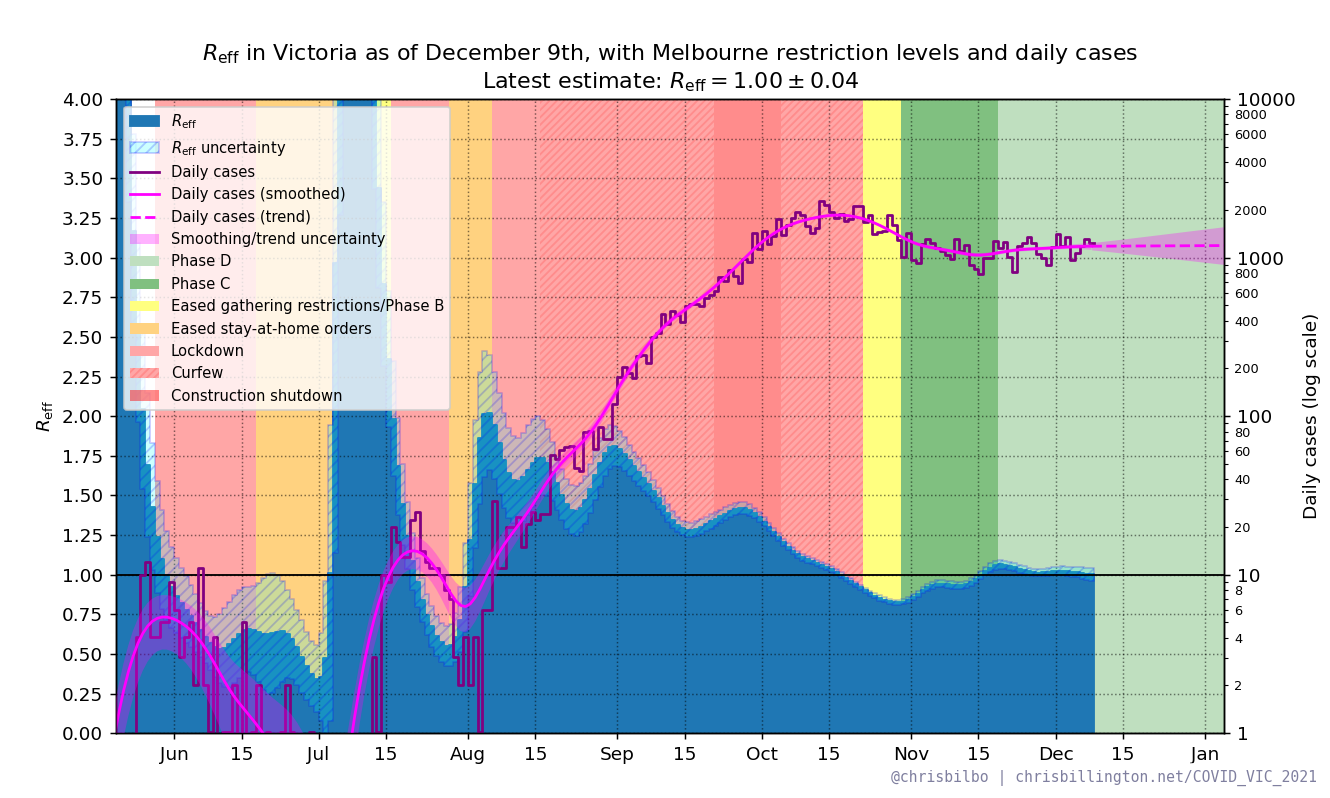 R_eff in Victoria as of December 9th, with Melbourne restriction levels and daily cases
Latest estimate: R_eff = 1.00 ± 0.04
R_eff
4.00
3.75
3.50
3.25
3.00
2.75
2.50
2.25
2.00
1.75
1.50
1.25
1.00
0.75
0.50
0.25
0.00
R_eff
R_eff uncertainty
Daily cases
Daily cases (smoothed)
Daily cases (trend)
Smoothing/trend uncertainty
Phase D
Phase C
Eased gathering restrictions/Phase B
Eased stay-at-home orders
Lockdown
Curfew
Construction shutdown
10000
8000
6000
4000
2000
1000
800
600
400
200
100
80
60
40
20
10
8
6
4
2
1
Daily cases (log scale)
Jun 15 Jul 15 Aug 15 Sep 15 Oct 15 Nov 15 Dec 15 Jan
@chrisbilbo | chrisbillington.net/COVID_VIC_2021